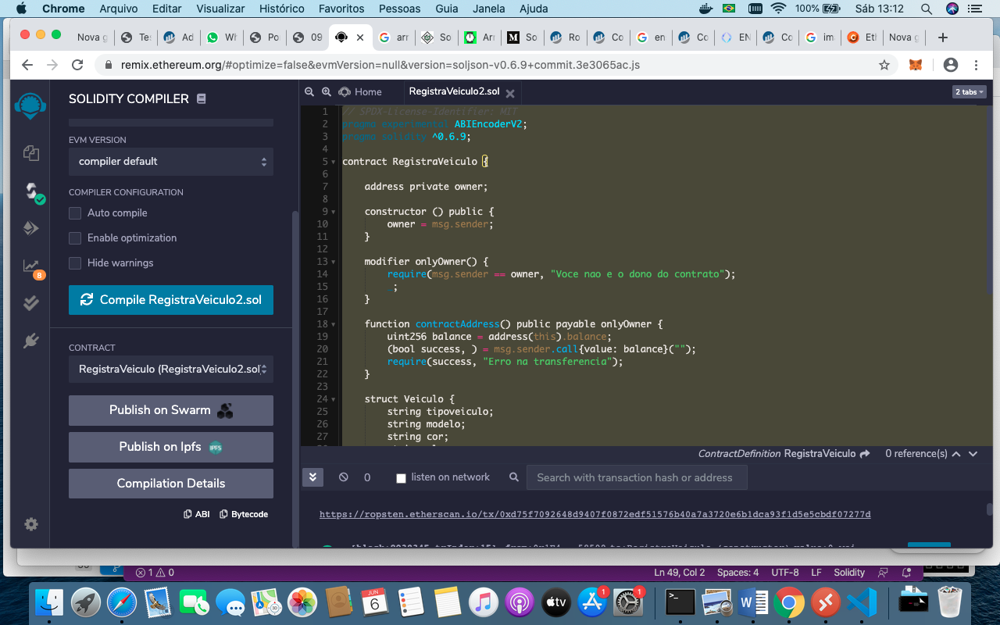 Chrome Arquivo Editar Visualizar Histórico Favoritos Pessoas Guia Janela Ajuda 100% Sáb 13:12
Nova g Te: Ad Wh Po 09 arr So Arr So Ro Co en Co EN Co im Eth Nova g
remix.ethereum.org/#optimize=false&evmVersion=null&version=soljson-v0.6.9+commit.3e3065ac.js
SOLIDITY COMPILER
EVM VERSION
compiler default
COMPILER CONFIGURATION
Auto compile
Enable optimization
Hide warnings
Compile RegistraVeiculo2.sol
CONTRACT
RegistraVeiculo (RegistraVeiculo2.sol)
Publish on Swarm
Publish on Ipfs
IPFS
Compilation Details
ABI Bytecode
8
Home RegistraVeiculo2.sol 2 tabs
1 // SPDX-License-Identifier: MIT
2 pragma experimental ABIEncoderV2;
3 pragma solidity ^0.6.9;
4
5 contract RegistraVeiculo {
6
7 address private owner;
8
9 constructor () public {
10 owner = msg.sender;
11 }
12
13 modifier onlyOwner() {
14 require(msg.sender == owner, "Voce nao e o dono do contrato");
15 _;
16 }
17
18 function contractAddress() public payable onlyOwner {
19 uint256 balance = address(this).balance;
20 (bool success, ) = msg.sender.call{value: balance}("");
21 require(success, "Erro na transferencia");
22 }
23
24 struct Veiculo {
25 string tipoveiculo;
26 string modelo;
27 string cor;
ContractDefinition RegistraVeiculo 0 reference(s)
0 listen on network Search with transaction hash or address
https://ropsten.etherscan.io/tx/0xd75f7092648d9407f0872edf51576b40a7a3720e6b1dca93f1d5e5cbdf07277d
1 0 Ln 49, Col 2 Spaces: 4 UTF-8 LF Solidity
JUN
6
tv
1
1